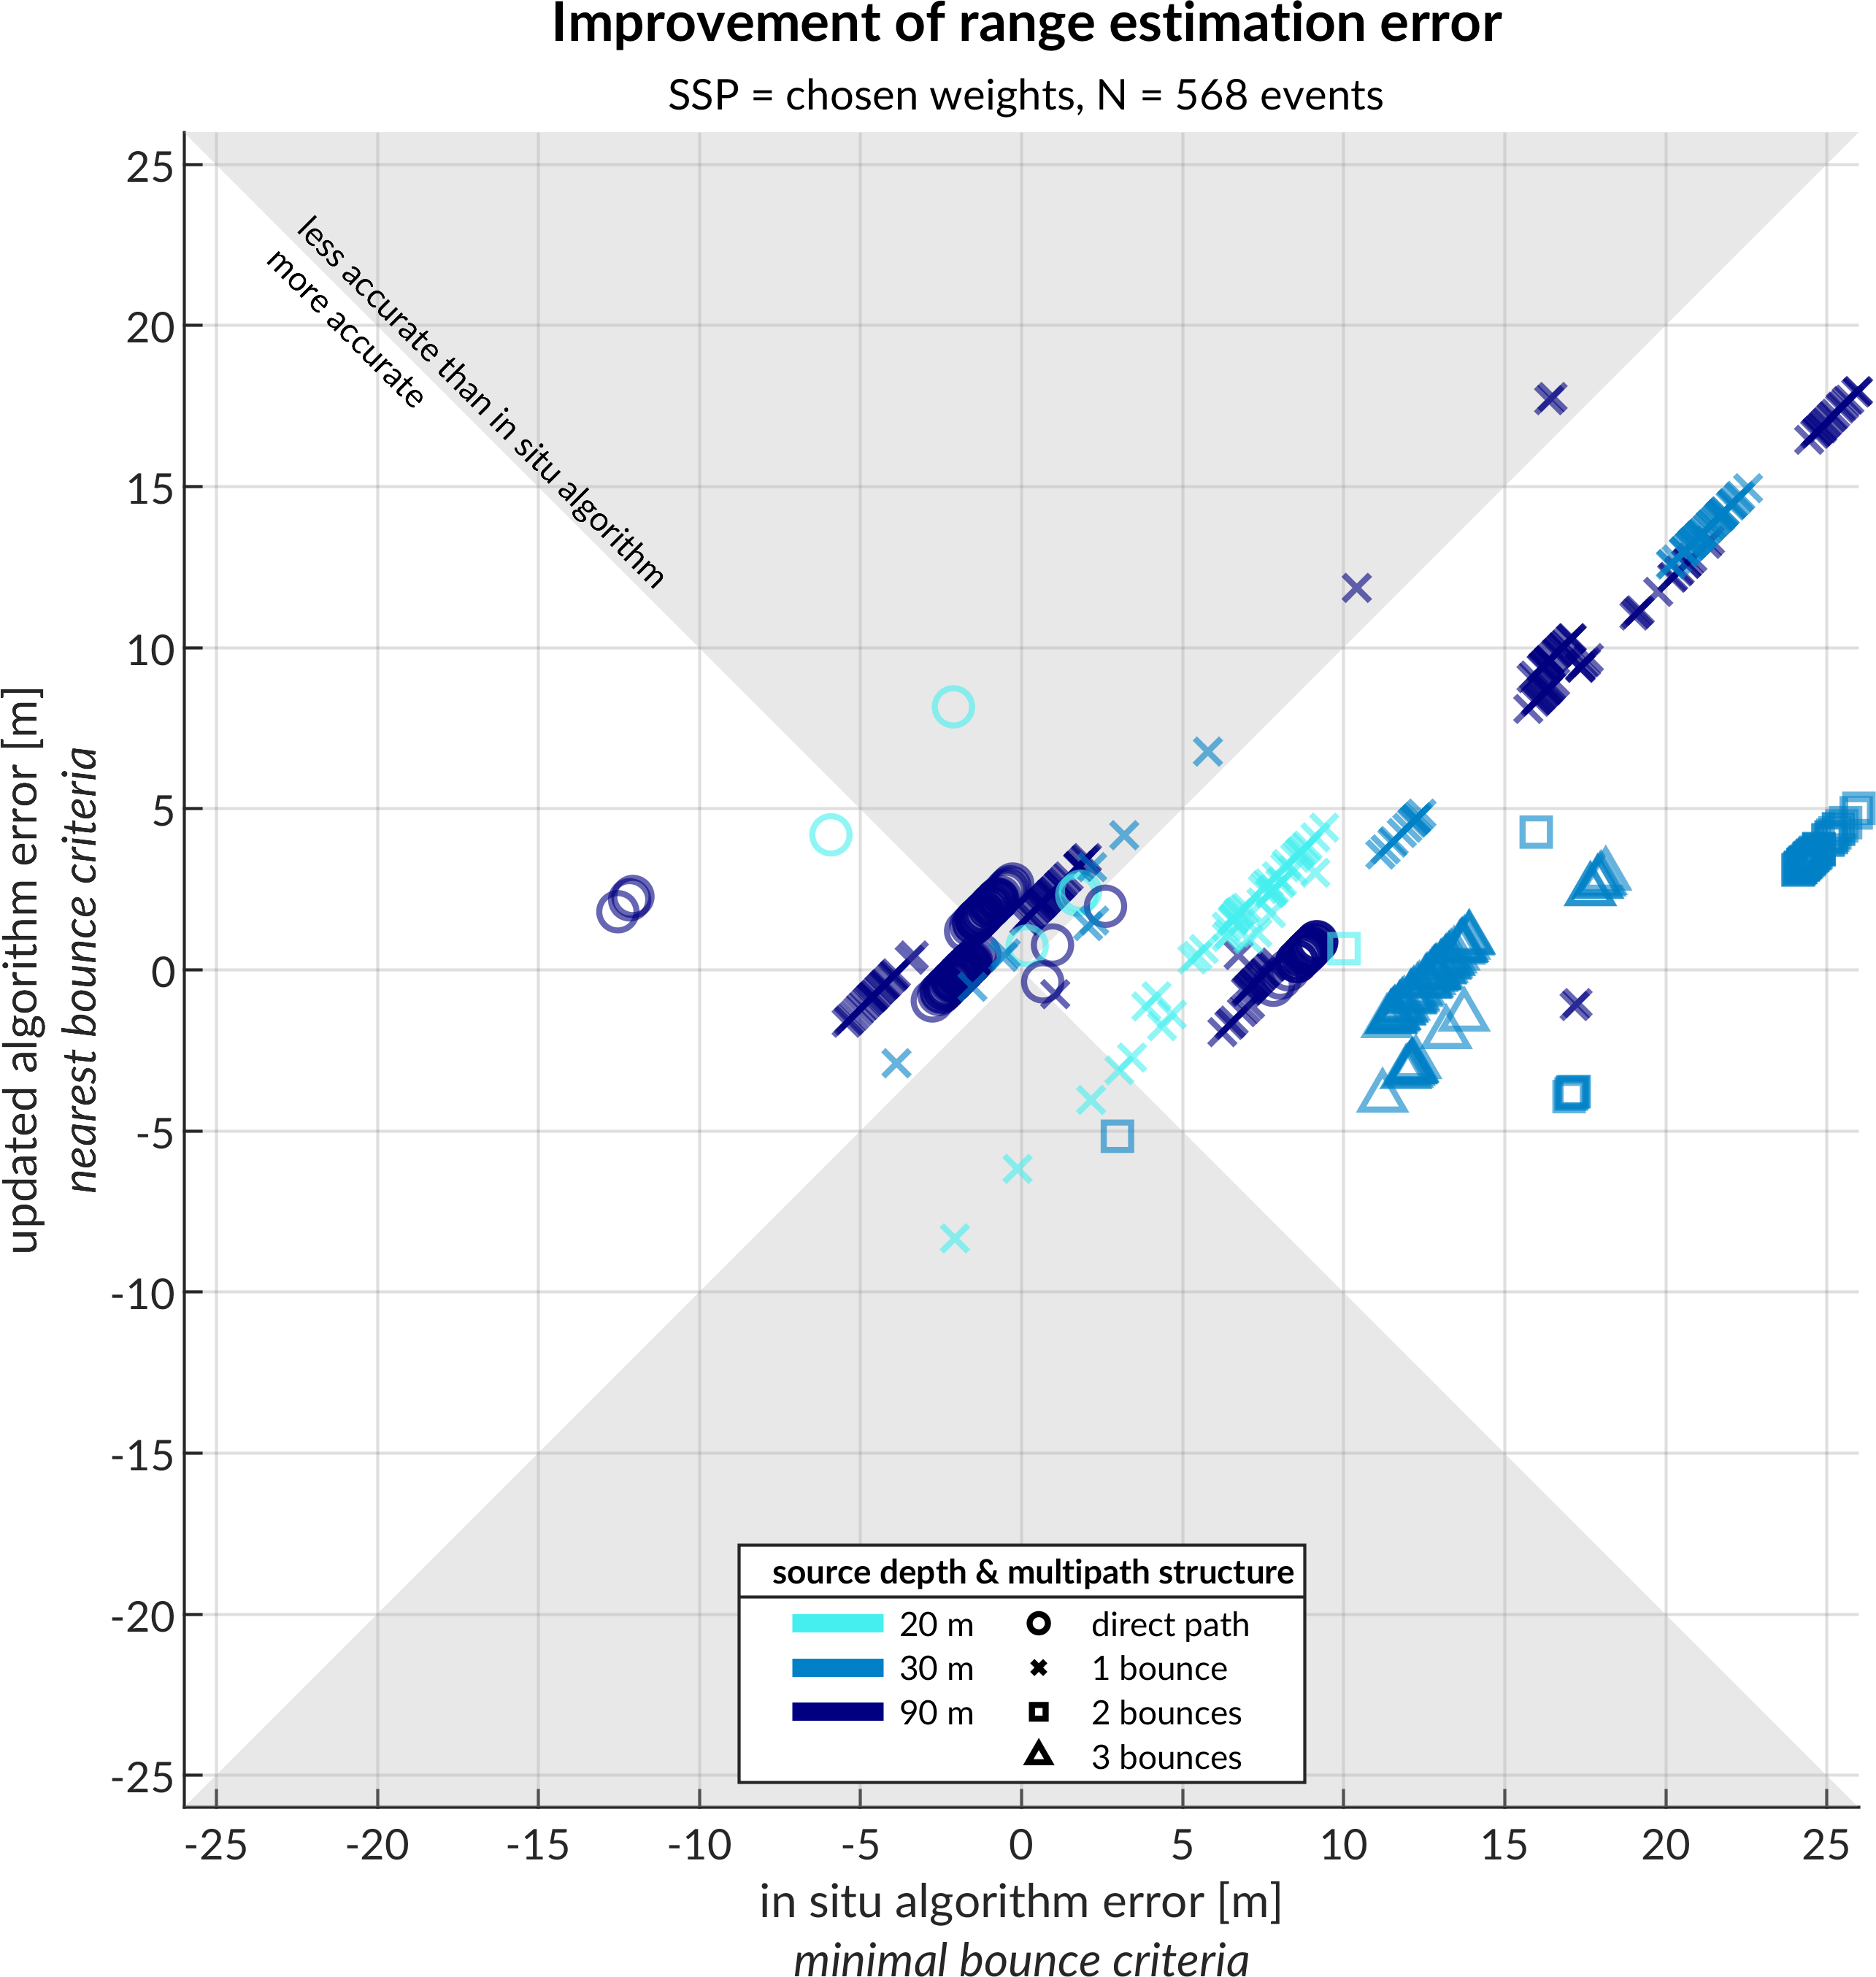 Improvement of range estimation error
SSP = chosen weights, N = 568 events
25
20
15
10
5
0
-5
-10
-15
-20
-25
updated algorithm error [m]
nearest bounce criteria
less accurate than in situ algorithm
more accurate
source depth & multipath structure
20 m direct path
30 m 1 bounce
90 m 2 bounces
3 bounces
-25 -20 -15 -10 -5 0 5 10 15 20 25
in situ algorithm error [m]
minimal bounce criteria